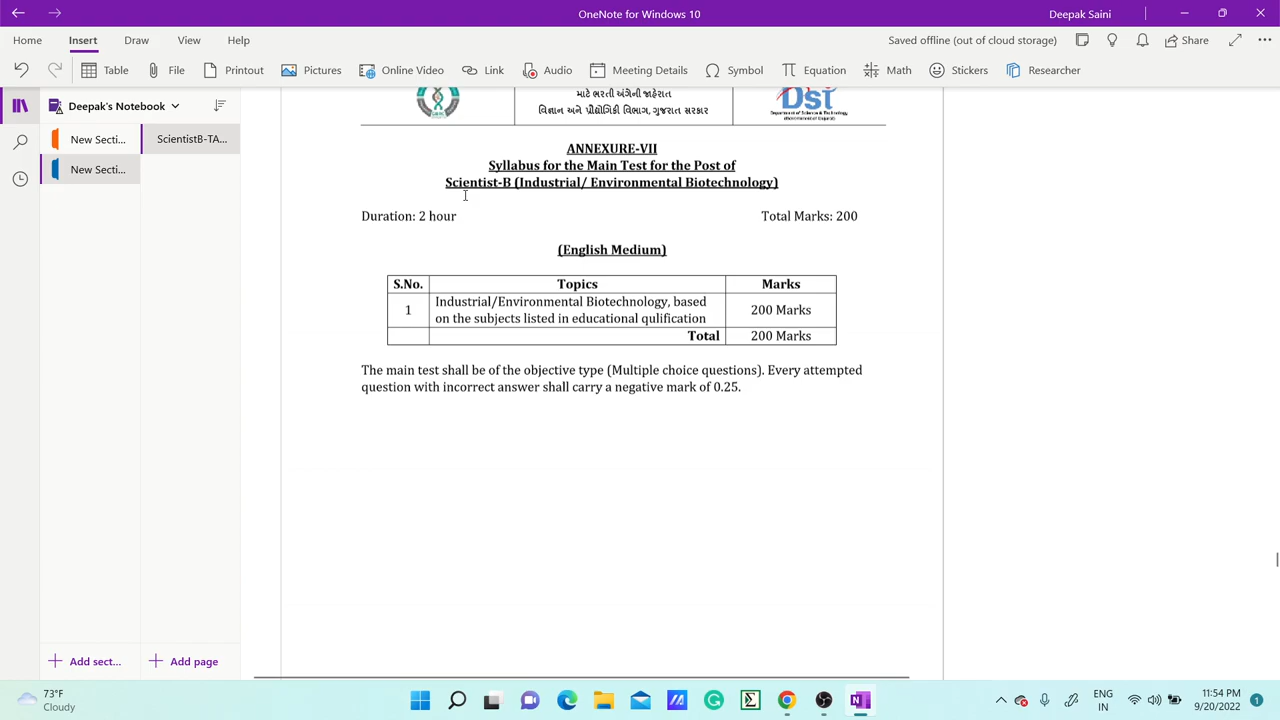 OneNote for Windows 10
Deepak Saini
Home Insert Draw View Help
Saved offline (out of cloud storage) Share
Table File Printout Pictures Online Video Link Audio Meeting Details Symbol Equation Math Stickers Researcher
Deepak's Notebook
New Secti...
New Secti...
ScientistB-TA...
માટે ભરતી અંગેની જાહેરાત
વિજ્ઞાન અને પ્રૌદ્યોગિકી વિભાગ, ગુજરાત સરકાર
DST
Department of Science & Technology
ANNEXURE-VII
Syllabus for the Main Test for the Post of
Scientist-B (Industrial/ Environmental Biotechnology)
Duration: 2 hour Total Marks: 200
(English Medium)
S.No. Topics Marks
1 Industrial/Environmental Biotechnology, based on the subjects listed in educational qulification 200 Marks
Total 200 Marks
The main test shall be of the objective type (Multiple choice questions). Every attempted
question with incorrect answer shall carry a negative mark of 0.25.
Add sect... Add page
73°F
Cloudy
ENG
IN
11:54 PM
9/20/2022
1